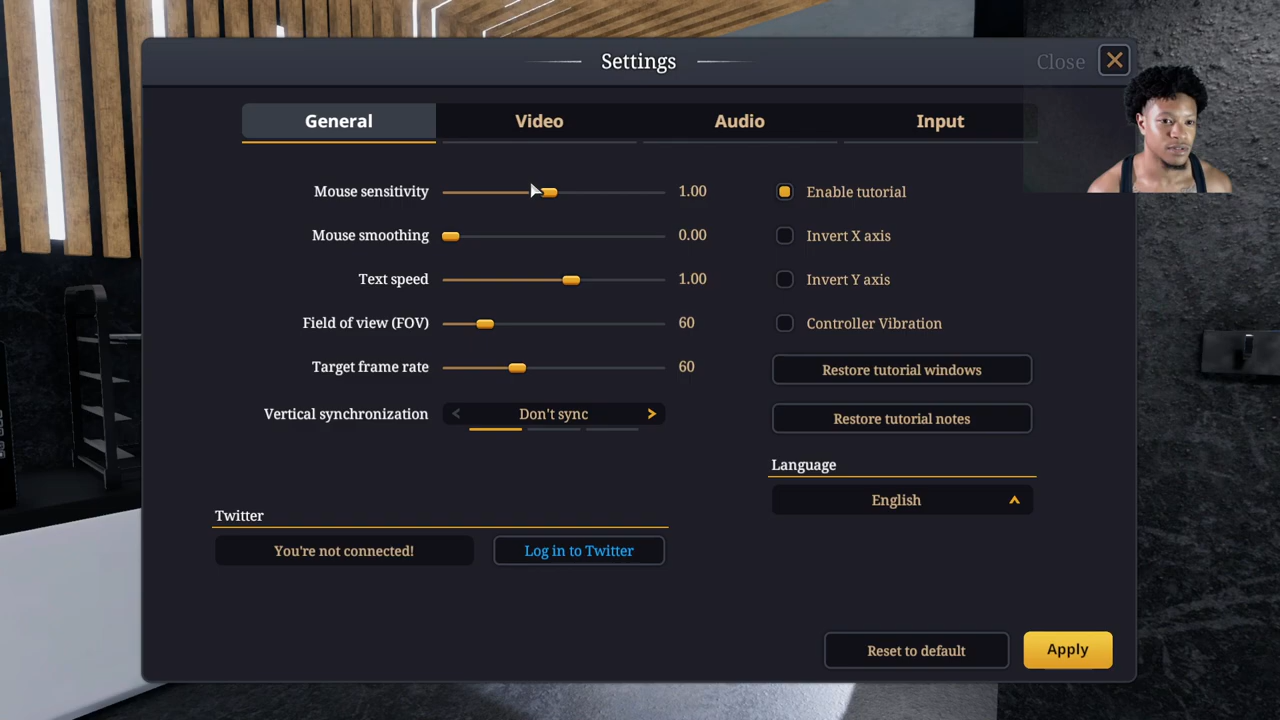 Settings
Close
General
Video
Audio
Input
Mouse sensitivity
1.00
Mouse smoothing
0.00
Text speed
1.00
Field of view (FOV)
60
Target frame rate
60
Vertical synchronization
Don't sync
Enable tutorial
Invert X axis
Invert Y axis
Controller Vibration
Restore tutorial windows
Restore tutorial notes
Language
English
Twitter
You're not connected!
Log in to Twitter
Reset to default
Apply